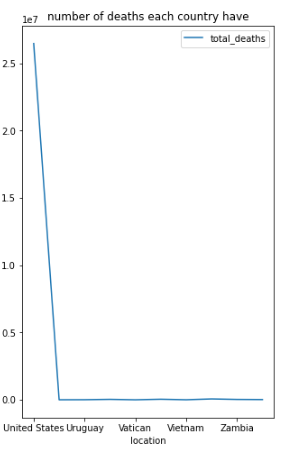 number of deaths each country have
1e7
total_deaths
2.5
2.0
1.5
1.0
0.5
0.0
United States Uruguay Vatican Vietnam Zambia
location